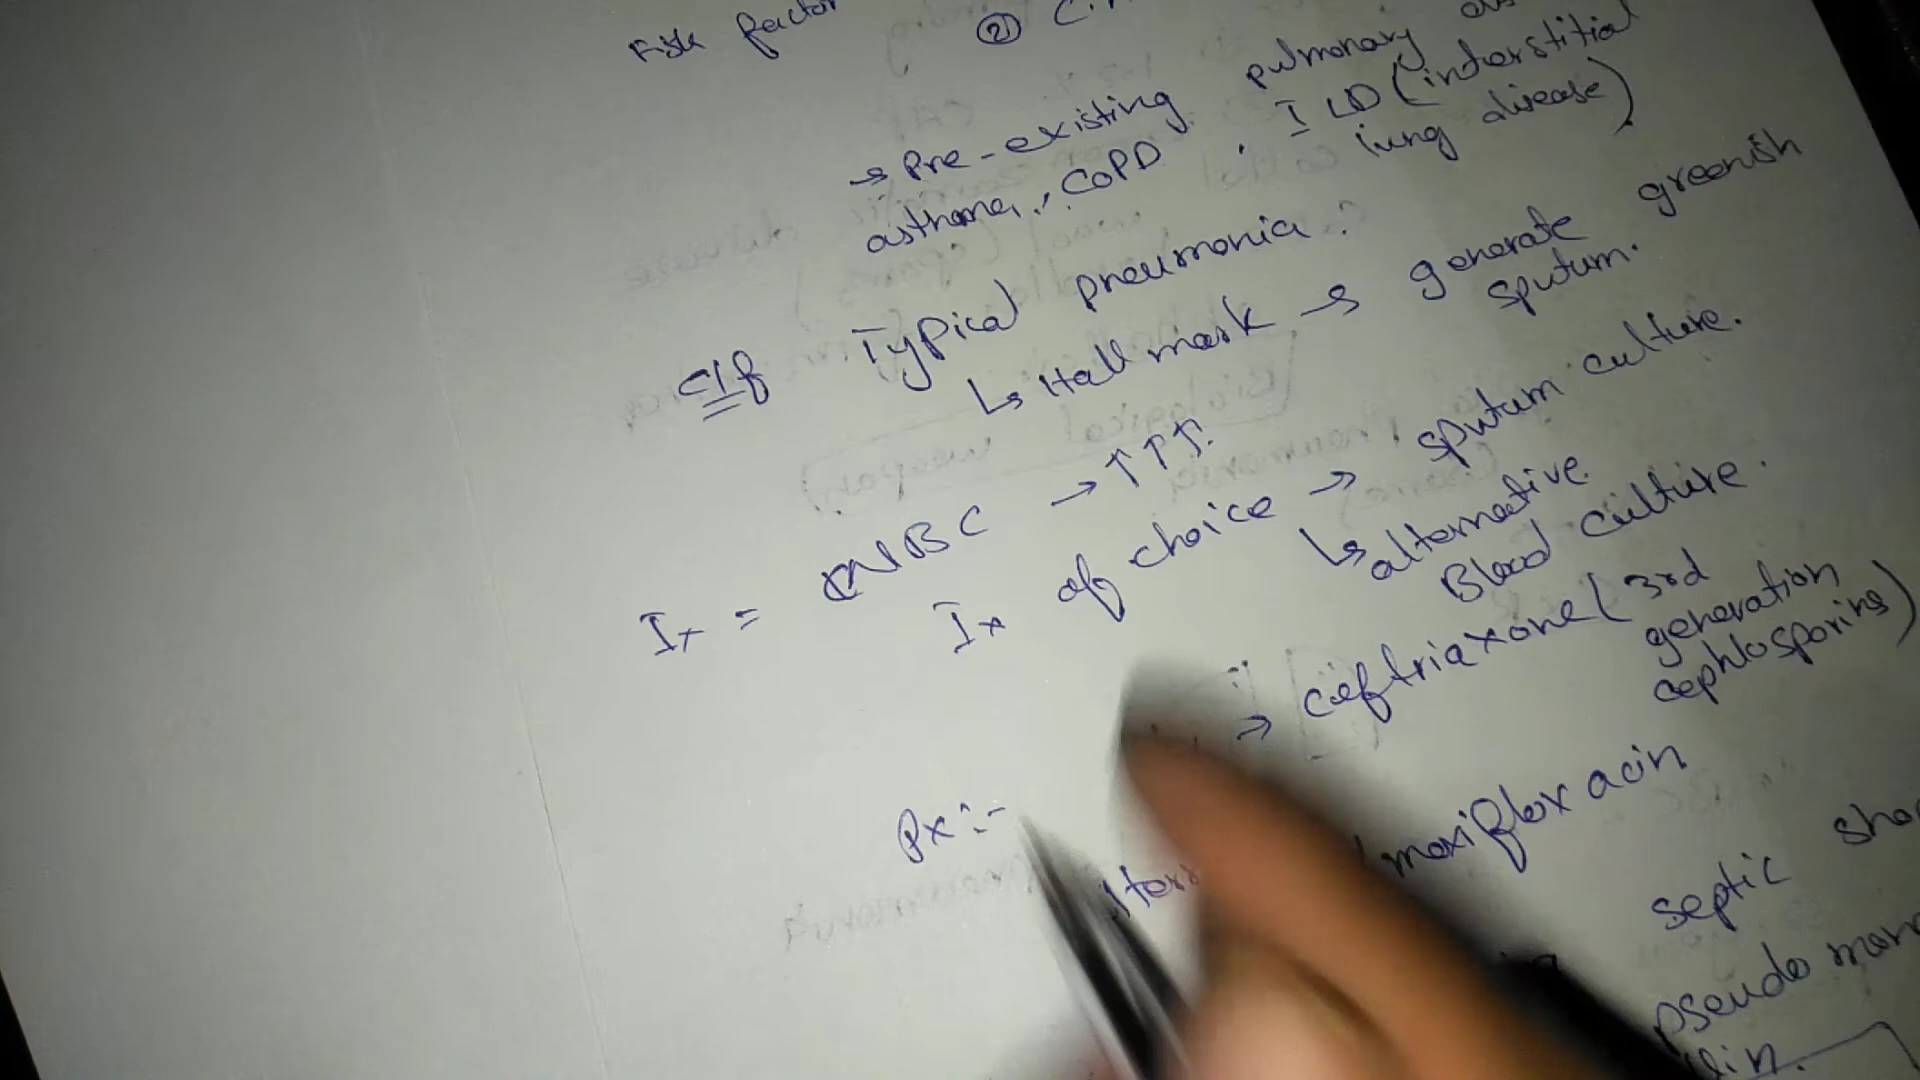 Risk factor
②
→ Pre-existing pulmonary
asthma, COPD, ILD (interstitial
lung disease)
C/f Typical pneumonia:
↳ Hall mark → generate greenish
sputum.
Ix = WBC → ↑↑↑.
Ix of choice → sputum culture.
↳ alternative
Blood culture.
→ ceftriaxone (3rd
generation
cephlosporins)
Px:-
moxifloxacin
septic
pseudo